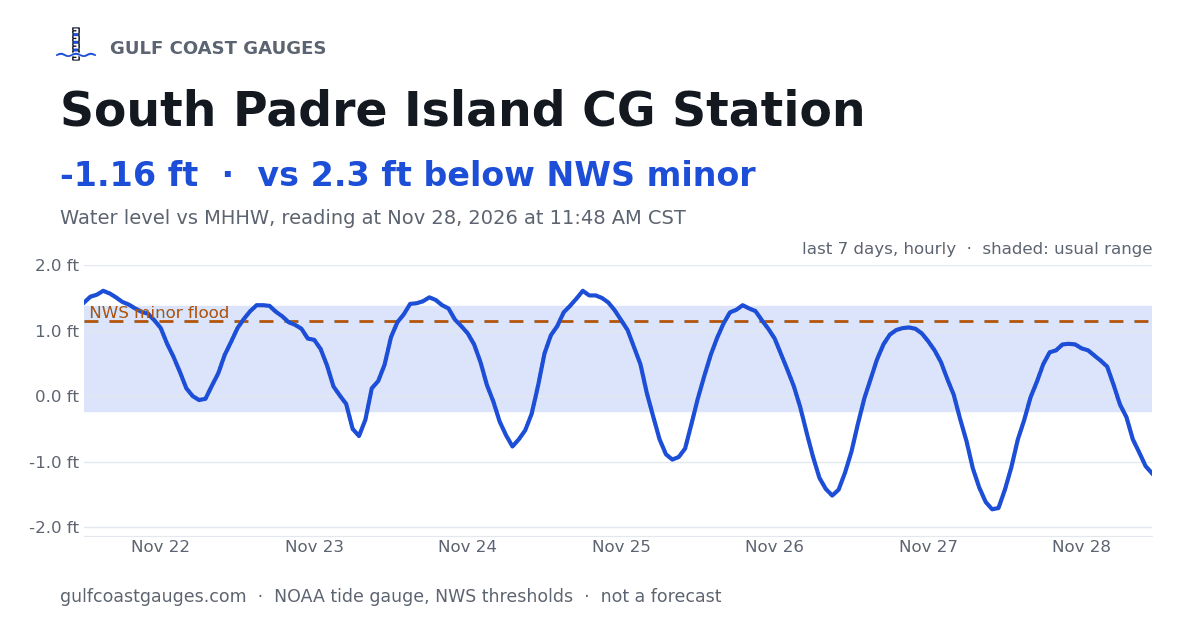 GULF COAST GAUGES
South Padre Island CG Station
-1.16 ft · vs 2.3 ft below NWS minor
Water level vs MHHW, reading at Nov 28, 2026 at 11:48 AM CST
last 7 days, hourly · shaded: usual range
2.0 ft
NWS minor flood
1.0 ft
0.0 ft
-1.0 ft
-2.0 ft
Nov 22 Nov 23 Nov 24 Nov 25 Nov 26 Nov 27 Nov 28
gulfcoastgauges.com · NOAA tide gauge, NWS thresholds · not a forecast